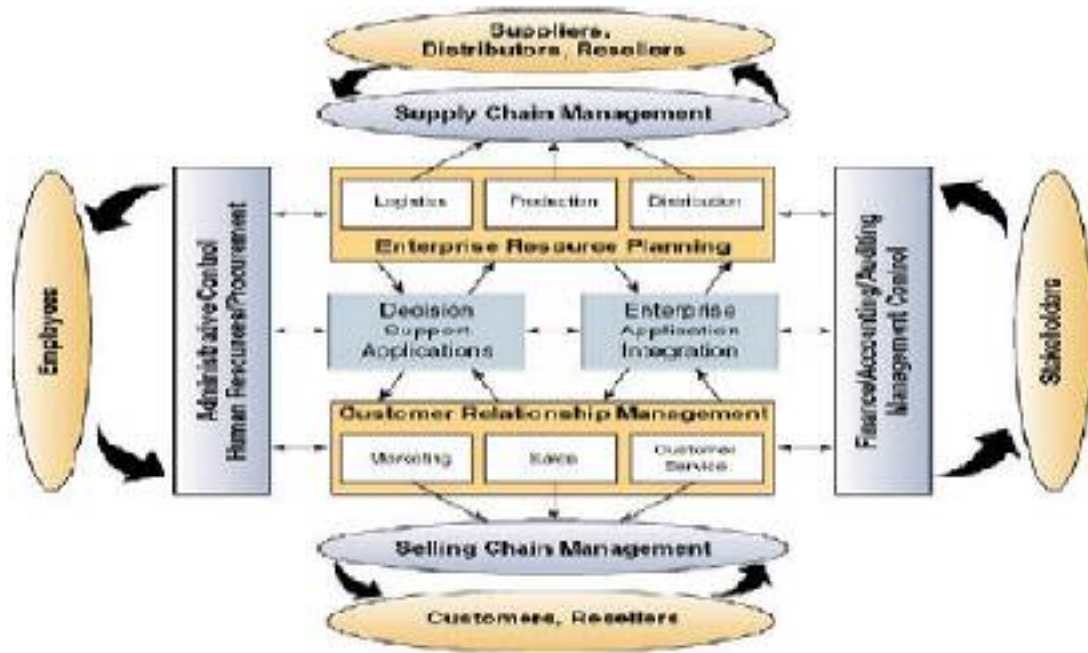 Suppliers,
Distributors, Resellers
Supply Chain Management
Logistics
Production
Distribution
Enterprise Resource Planning
Employees
Administrative Control
Human Resources/Procurement
Decision
Support
Applications
Enterprise
Application
Integration
Finance/Accounting/Auditing
Management Control
Stakeholders
Customer Relationship Management
Marketing
Sales
Customer
Service
Selling Chain Management
Customers, Resellers